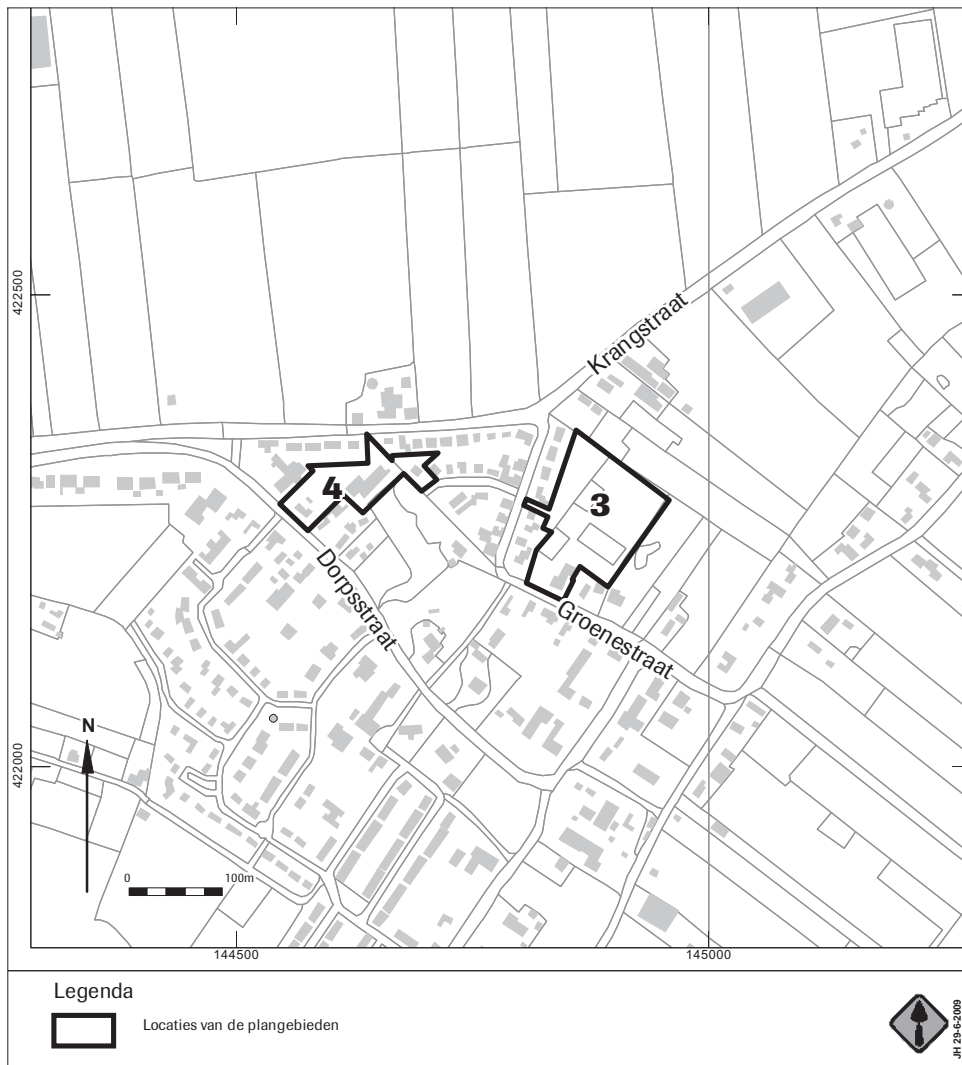 422500
Krangstraat
4
3
Dorpsstraat
Groenestraat
N
422000
0
100m
144500
145000
Legenda
Locaties van de plangebieden
JH 29-6-2009